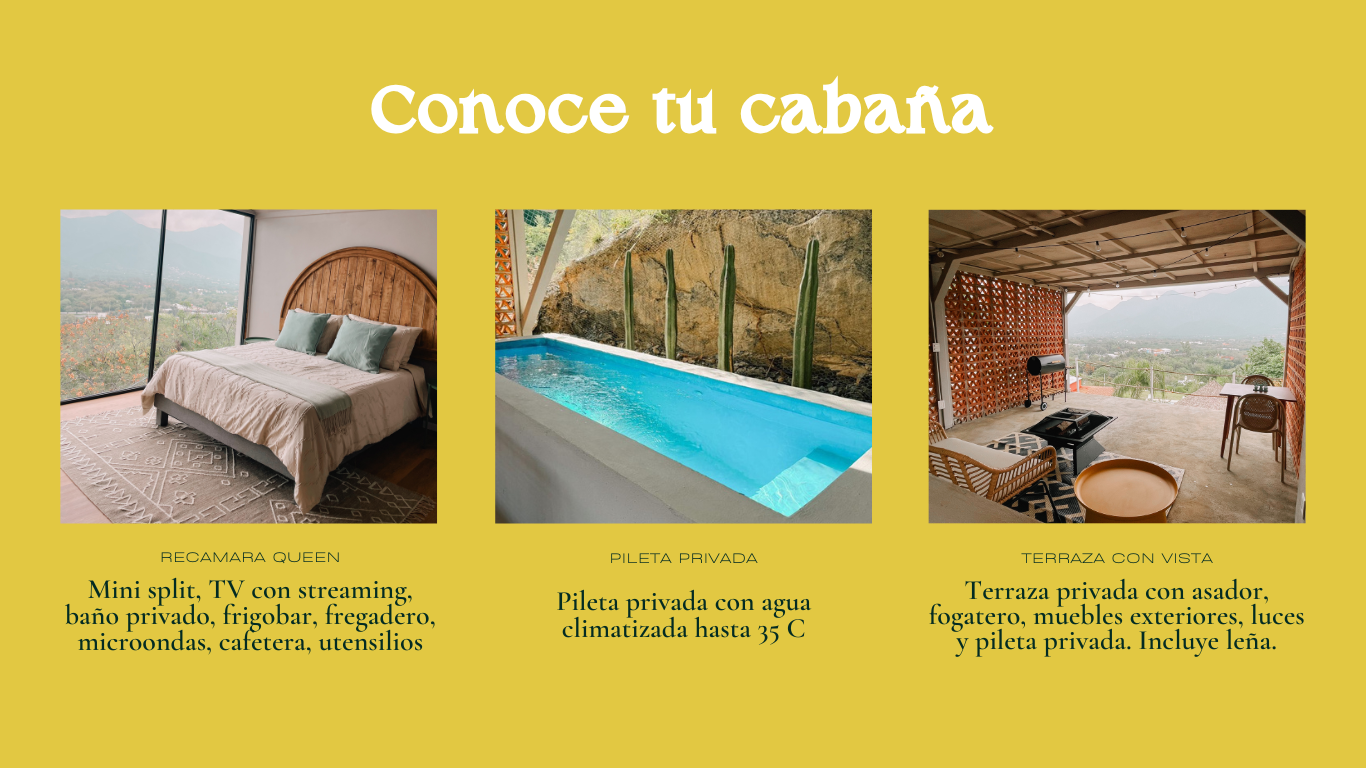 Conoce tu cabaña
RECAMARA QUEEN
Mini split, TV con streaming,
baño privado, frigobar, fregadero,
microondas, cafetera, utensilios
PILETA PRIVADA
Pileta privada con agua
climatizada hasta 35 C
TERRAZA CON VISTA
Terraza privada con asador,
fogatero, muebles exteriores, luces
y pileta privada. Incluye leña.